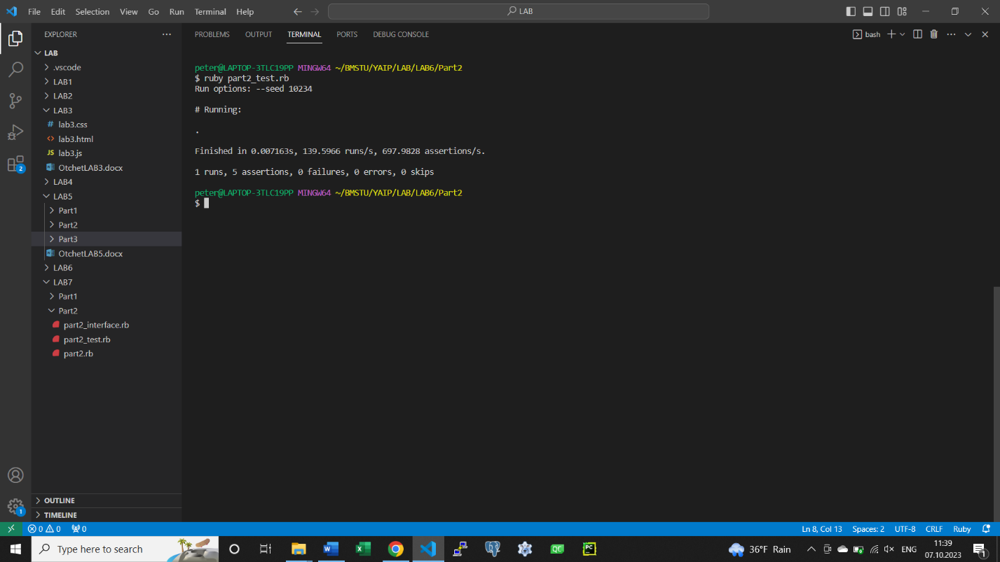 File Edit Selection View Go Run Terminal Help
LAB
EXPLORER
LAB
.vscode
LAB1
LAB2
LAB3
# lab3.css
<> lab3.html
JS lab3.js
OtchetLAB3.docx
LAB4
LAB5
Part1
Part2
Part3
OtchetLAB5.docx
LAB6
LAB7
Part1
Part2
part2_interface.rb
part2_test.rb
part2.rb
OUTLINE
TIMELINE
2
1
PROBLEMS OUTPUT TERMINAL PORTS DEBUG CONSOLE
bash
peter@LAPTOP-3TLC19PP MINGW64 ~/BMSTU/YAIP/LAB/LAB6/Part2
$ ruby part2_test.rb
Run options: --seed 10234
# Running:
.
Finished in 0.007163s, 139.5966 runs/s, 697.9828 assertions/s.
1 runs, 5 assertions, 0 failures, 0 errors, 0 skips
peter@LAPTOP-3TLC19PP MINGW64 ~/BMSTU/YAIP/LAB/LAB6/Part2
$
0 0 0
Ln 8, Col 13 Spaces: 2 UTF-8 CRLF Ruby
Type here to search
W
X
QC
PC
36°F Rain
ENG
11:39
07.10.2023
1